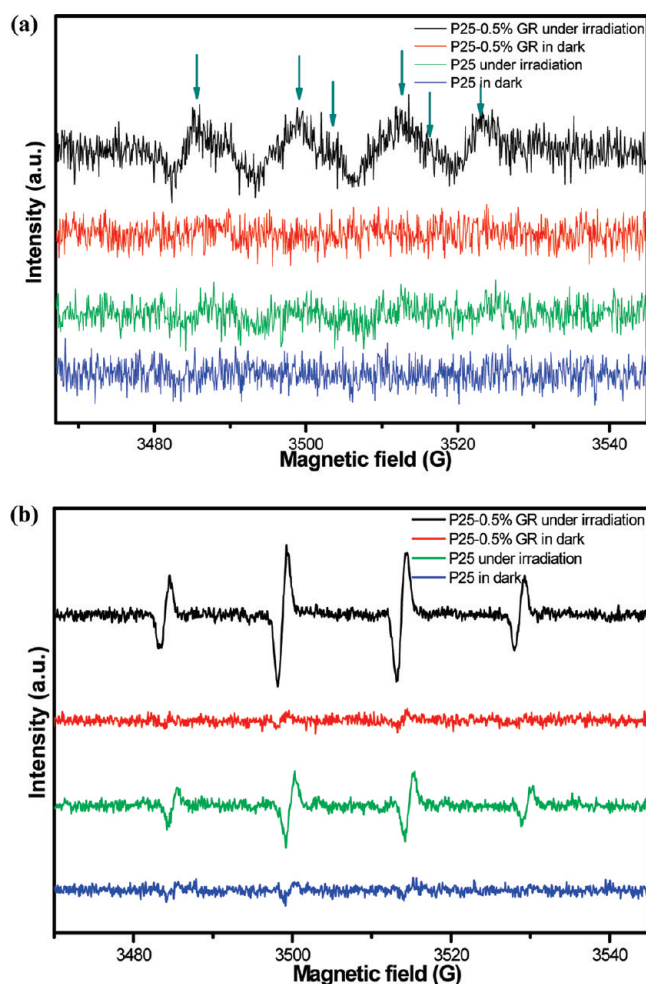 (a)
P25-0.5% GR under irradiation
P25-0.5% GR in dark
P25 under irradiation
P25 in dark
Intensity (a.u.)
3480 3500 3520 3540
Magnetic field (G)
(b)
P25-0.5% GR under irradiation
P25-0.5% GR in dark
P25 under irradiation
P25 in dark
Intensity (a.u.)
3480 3500 3520 3540
Magnetic field (G)